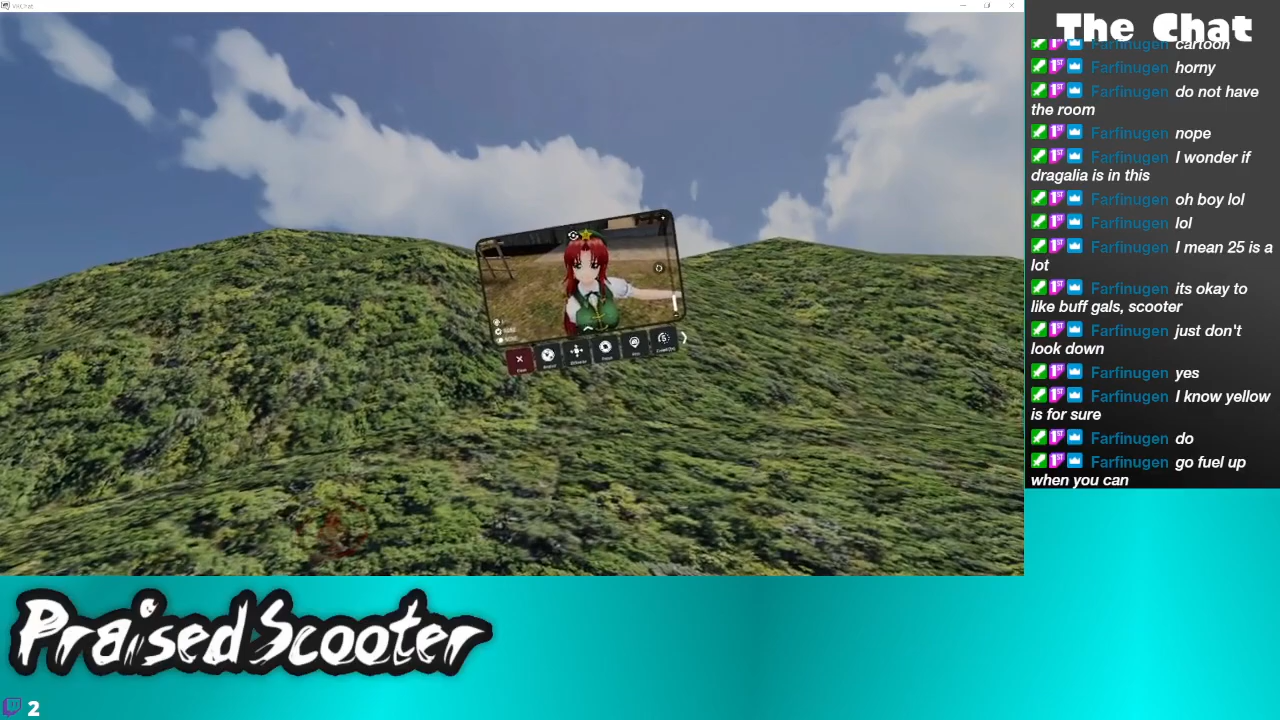 VRChat
The Chat
Farfinugen cartoon
Farfinugen horny
Farfinugen do not have
the room
Farfinugen nope
Farfinugen I wonder if
dragalia is in this
Farfinugen oh boy lol
Farfinugen lol
Farfinugen I mean 25 is a
lot
Farfinugen its okay to
like buff gals, scooter
Farfinugen just don't
look down
Farfinugen yes
Farfinugen I know yellow
is for sure
Farfinugen do
Farfinugen go fuel up
when you can
PraisedScooter
2